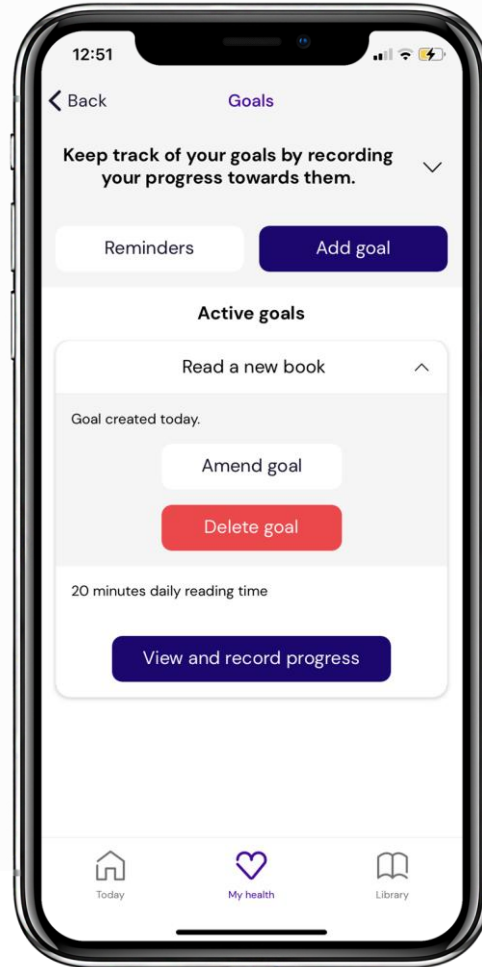 12:51
Back
Goals
Keep track of your goals by recording
your progress towards them.
Reminders
Add goal
Active goals
Read a new book
Goal created today.
Amend goal
Delete goal
20 minutes daily reading time
View and record progress
Today
My health
Library